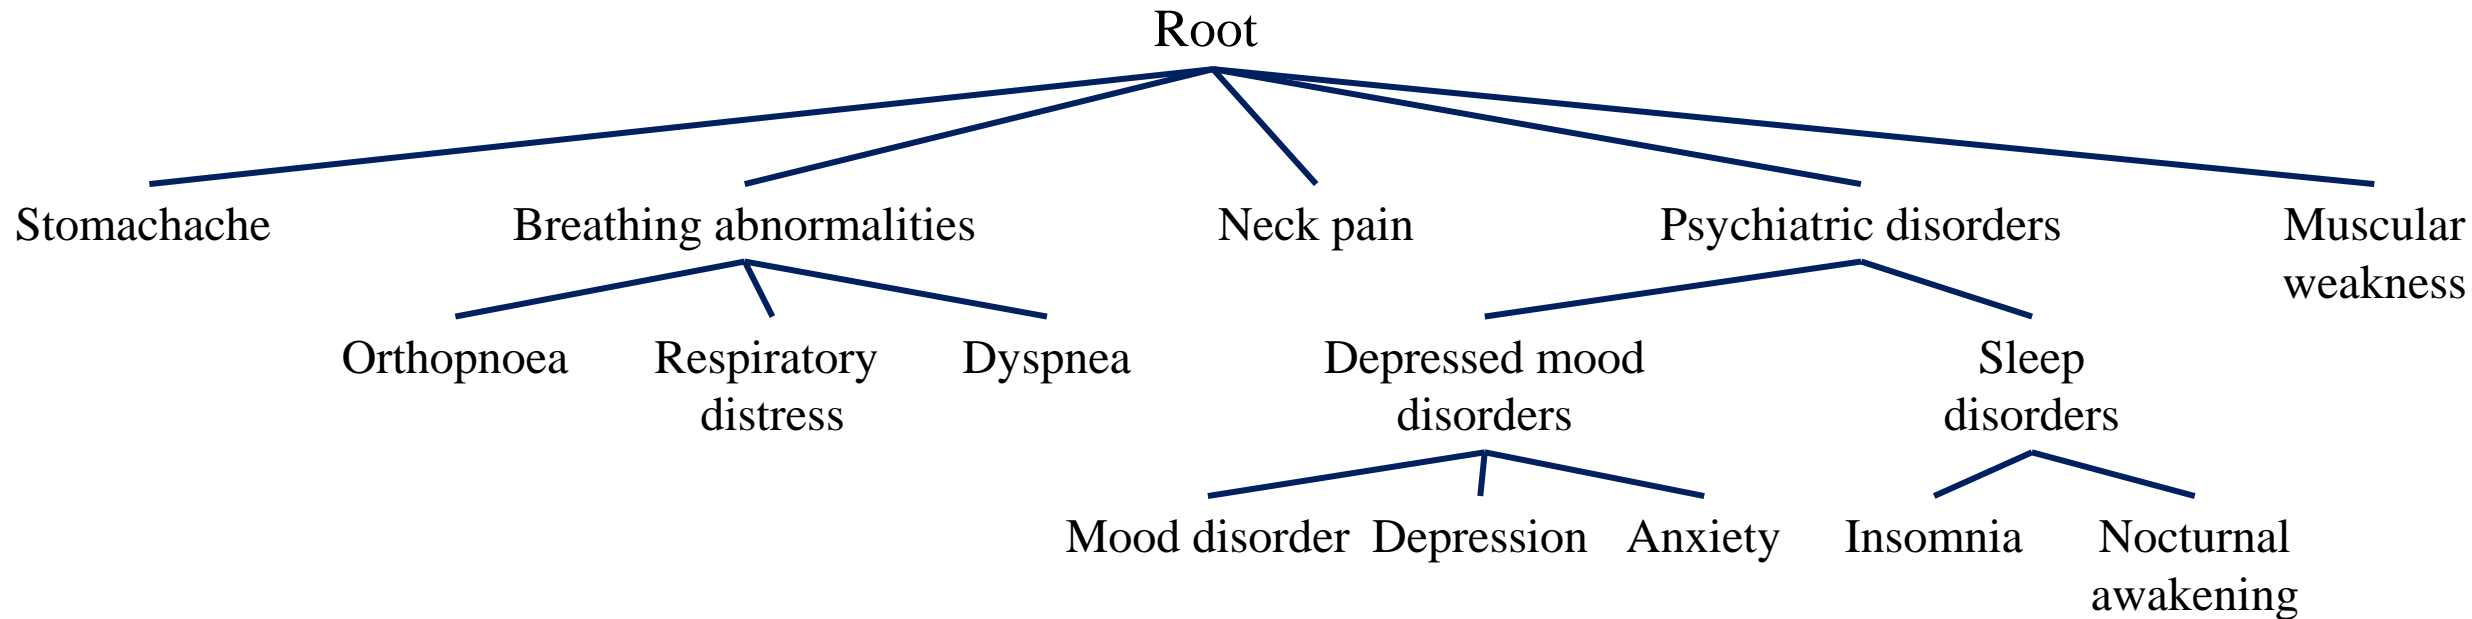 Root
Stomachache
Breathing abnormalities
Neck pain
Psychiatric disorders
Muscular
weakness
Orthopnoea
Respiratory
distress
Dyspnea
Depressed mood
disorders
Sleep
disorders
Mood disorder
Depression
Anxiety
Insomnia
Nocturnal
awakening